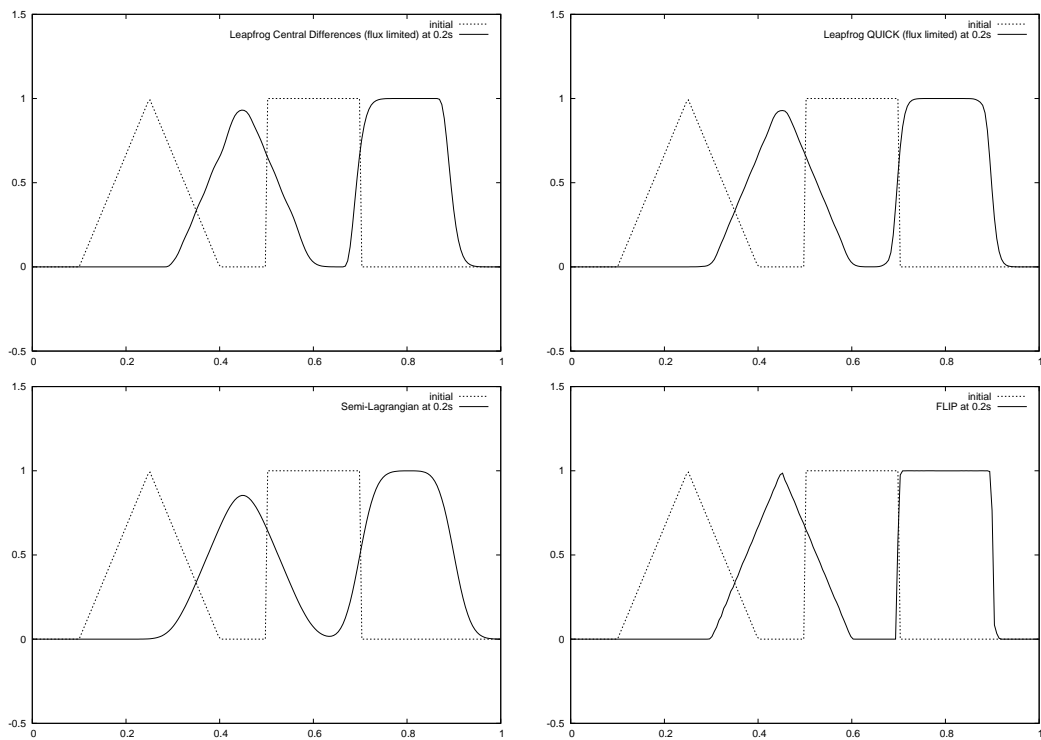 1.5
initial
Leapfrog Central Differences (flux limited) at 0.2s
1
0.5
0
-0.5
0 0.2 0.4 0.6 0.8 1
1.5
initial
Leapfrog QUICK (flux limited) at 0.2s
1
0.5
0
-0.5
0 0.2 0.4 0.6 0.8 1
1.5
initial
Semi-Lagrangian at 0.2s
1
0.5
0
-0.5
0 0.2 0.4 0.6 0.8 1
1.5
initial
FLIP at 0.2s
1
0.5
0
-0.5
0 0.2 0.4 0.6 0.8 1